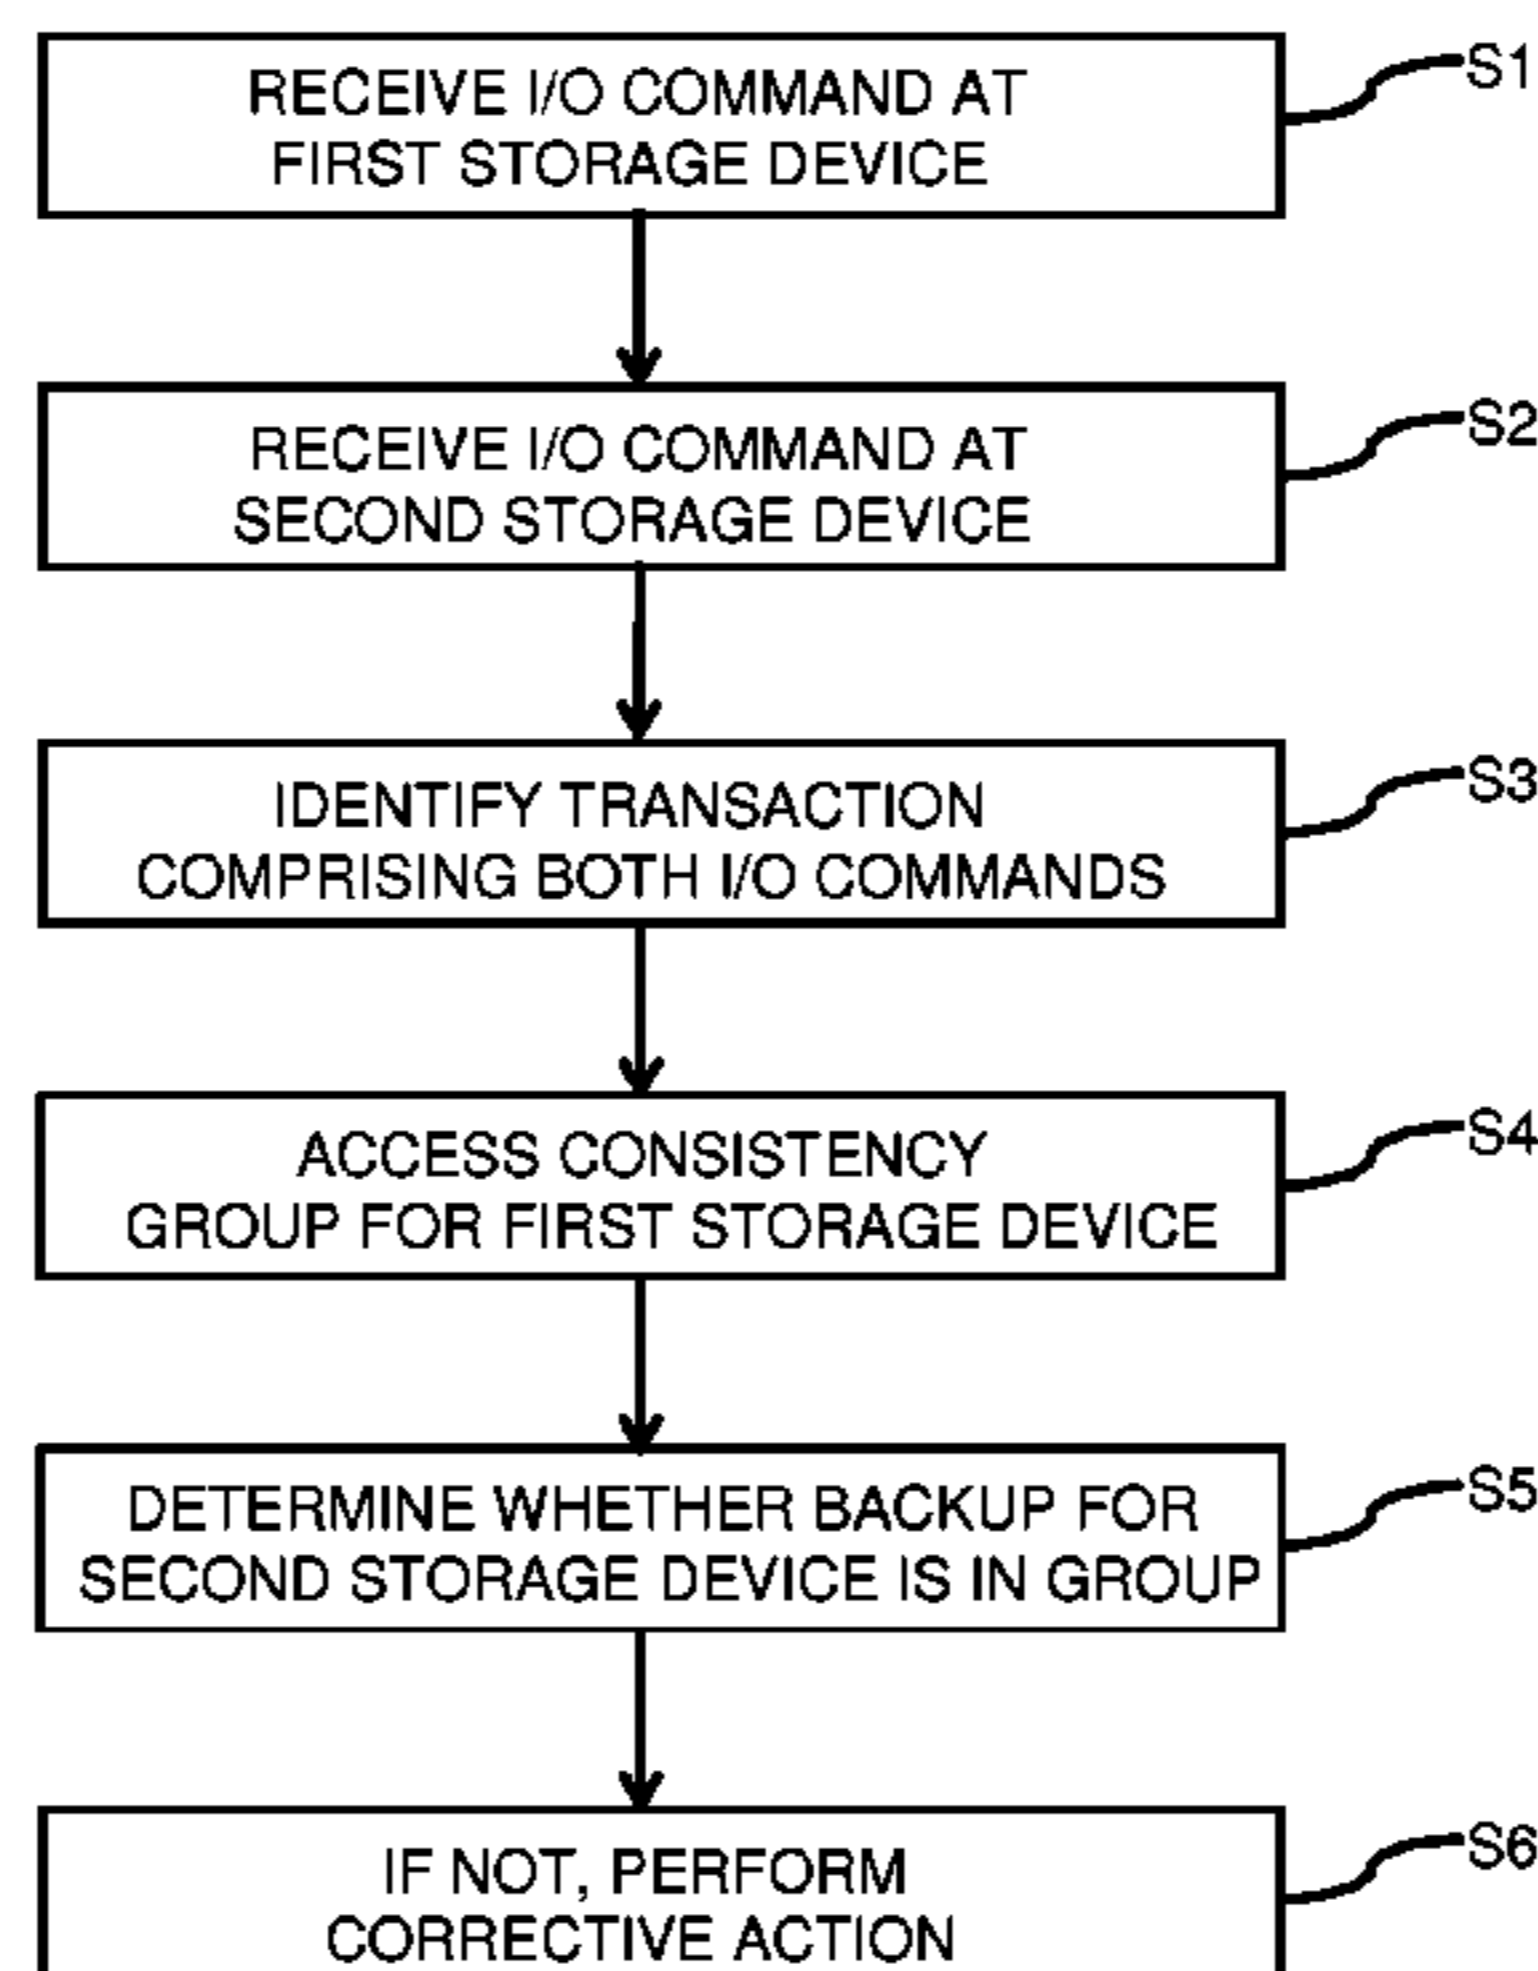 RECEIVE I/O COMMAND AT
FIRST STORAGE DEVICE
S1
RECEIVE I/O COMMAND AT
SECOND STORAGE DEVICE
S2
IDENTIFY TRANSACTION
COMPRISING BOTH I/O COMMANDS
S3
ACCESS CONSISTENCY
GROUP FOR FIRST STORAGE DEVICE
S4
DETERMINE WHETHER BACKUP FOR
SECOND STORAGE DEVICE IS IN GROUP
S5
IF NOT, PERFORM
CORRECTIVE ACTION
S6